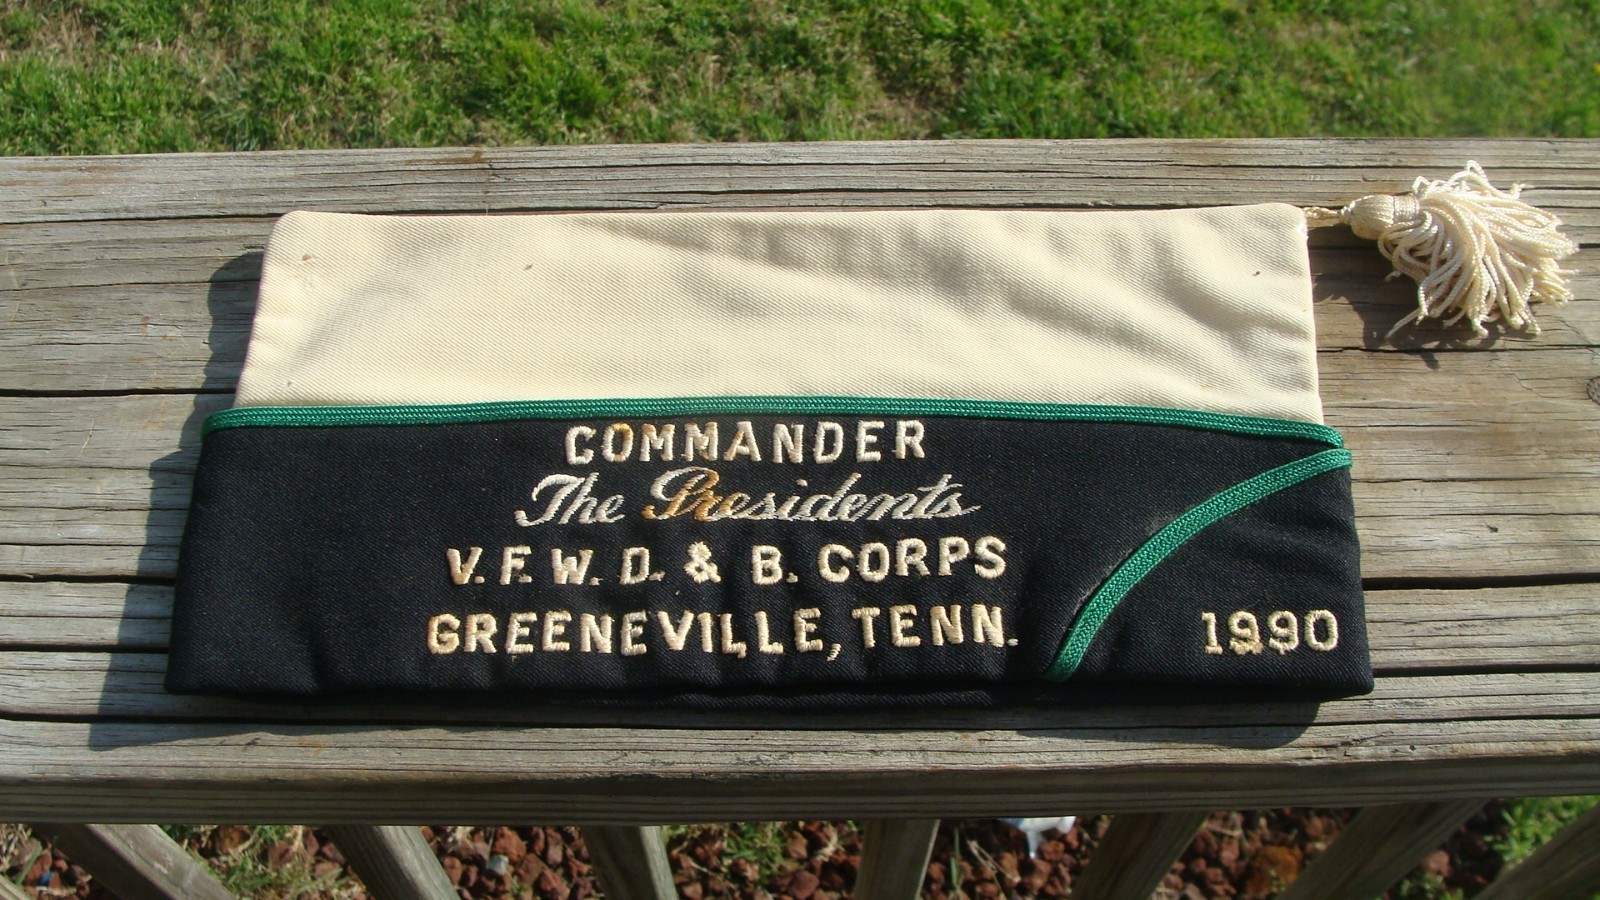 COMMANDER
The Presidents
V. F. W. D. & B. CORPS
GREENEVILLE, TENN.
1990